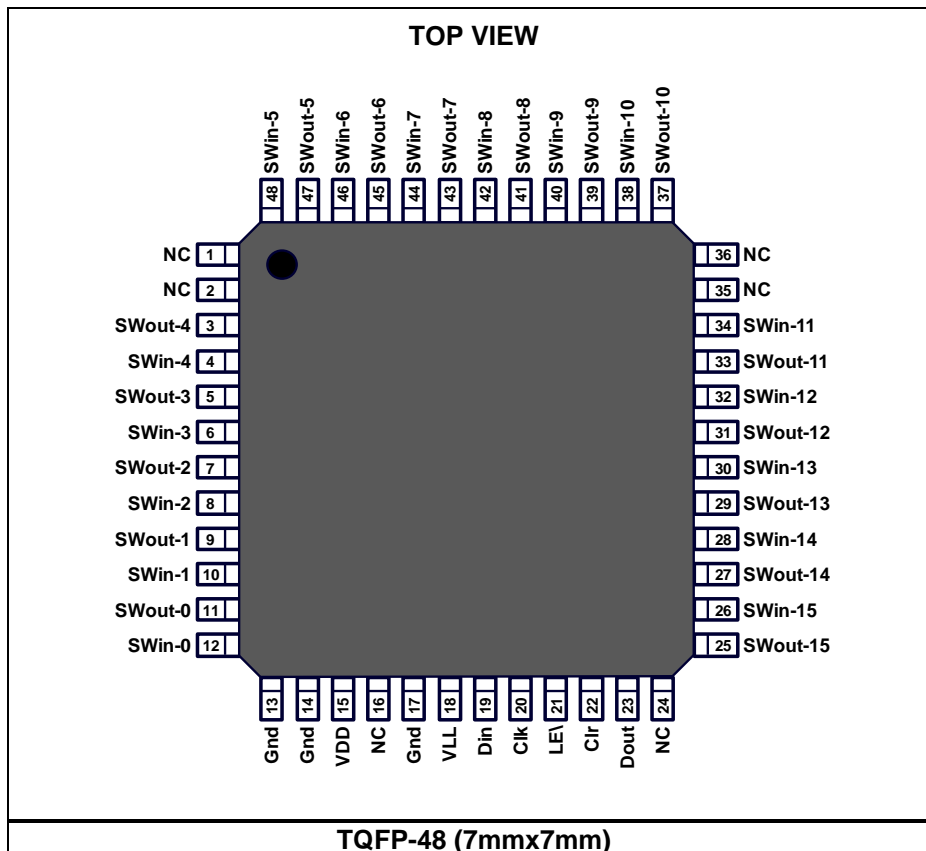 TOP VIEW
SWin-5
SWout-5
SWin-6
SWout-6
SWin-7
SWout-7
SWin-8
SWout-8
SWin-9
SWout-9
SWin-10
SWout-10
48
47
46
45
44
43
42
41
40
39
38
37
NC 1
NC 2
SWout-4 3
SWin-4 4
SWout-3 5
SWin-3 6
SWout-2 7
SWin-2 8
SWout-1 9
SWin-1 10
SWout-0 11
SWin-0 12
36 NC
35 NC
34 SWin-11
33 SWout-11
32 SWin-12
31 SWout-12
30 SWin-13
29 SWout-13
28 SWin-14
27 SWout-14
26 SWin-15
25 SWout-15
13
14
15
16
17
18
19
20
21
22
23
24
Gnd
Gnd
VDD
NC
Gnd
VLL
Din
Clk
LE\
Clr
Dout
NC
TQFP-48 (7mmx7mm)